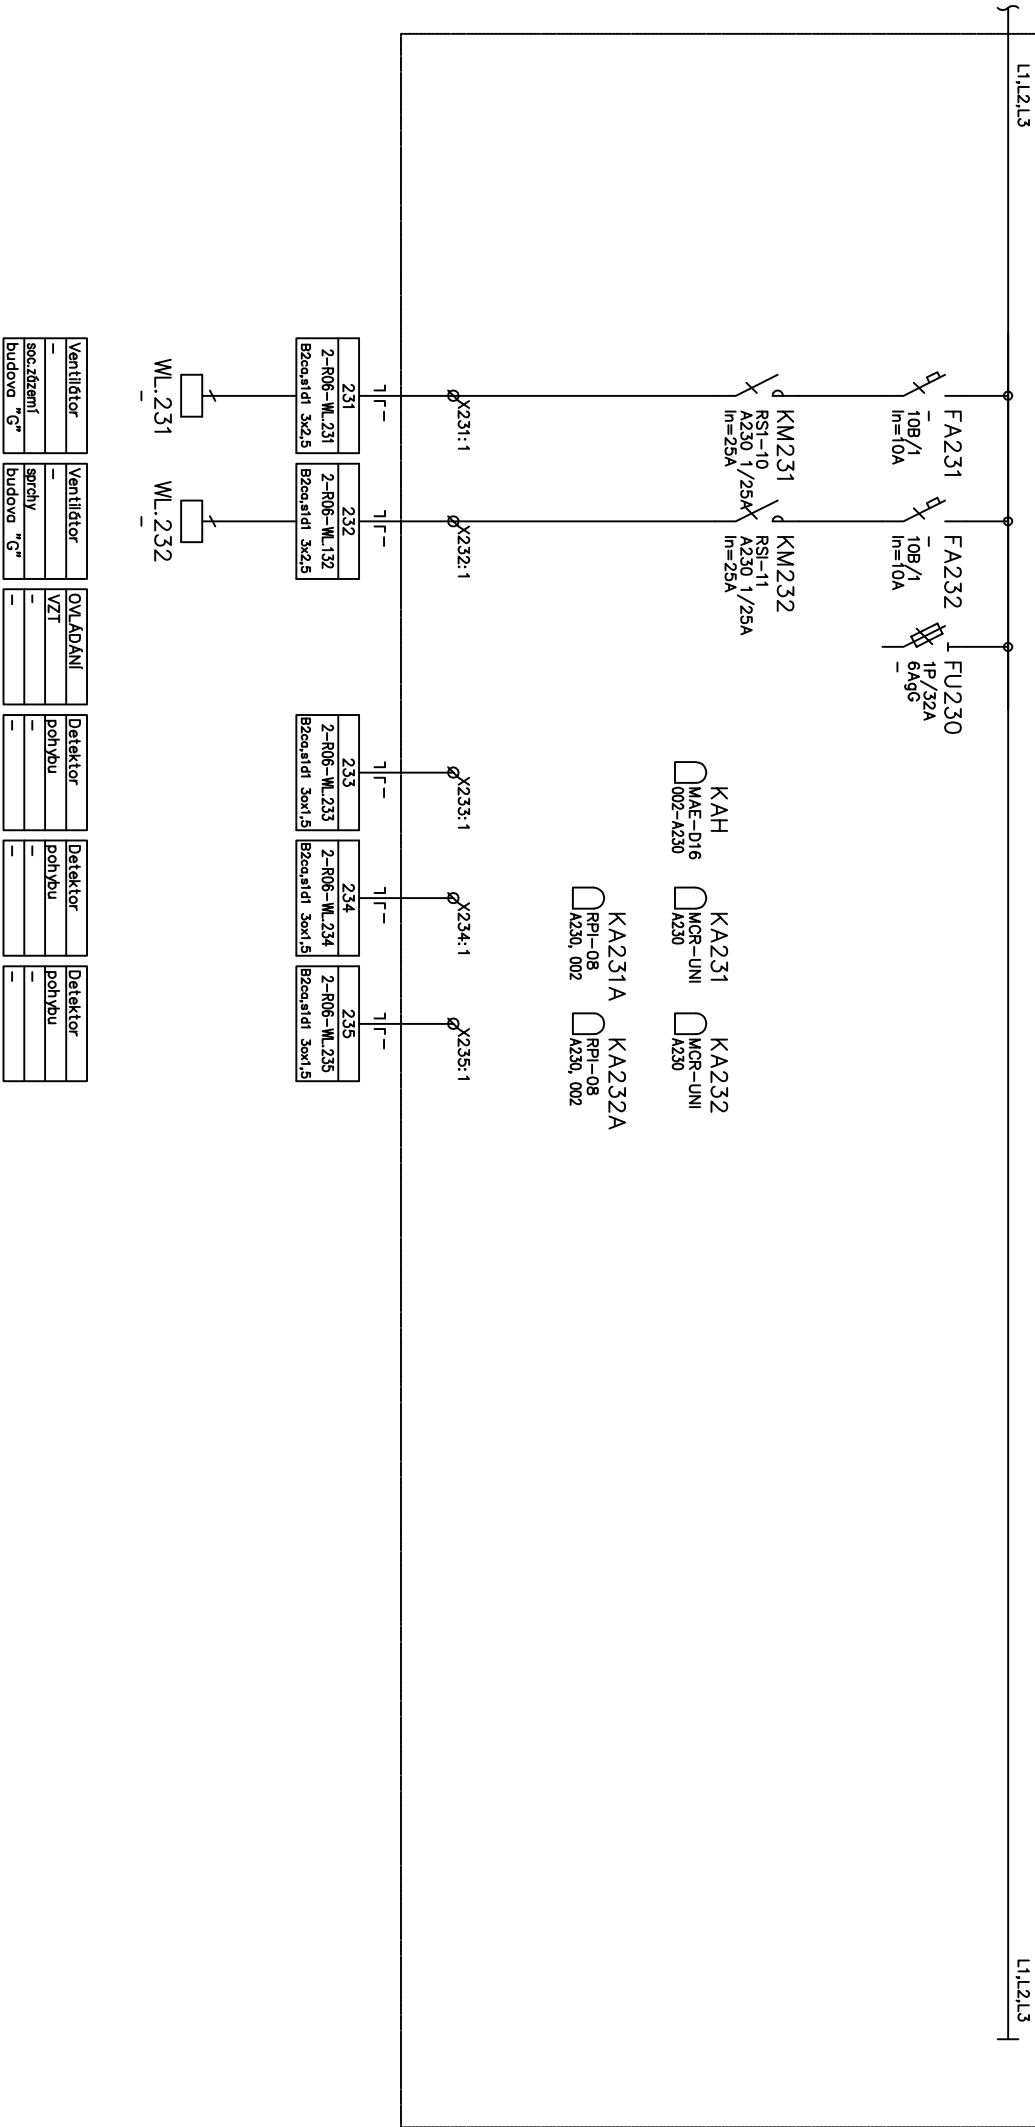 L1,L2,L3
L1,L2,L3
FA231
-
10B/1
In=10A
FA232
-
10B/1
In=10A
FU230
1P/32A
6AgG
-
KM231
RS1-10
A230 1/25A
In=25A
KM232
RSI-11
A230 1/25A
In=25A
KAH
MAE-D16
002-A230
KA231
MCR-UNI
A230
KA232
MCR-UNI
A230
KA231A
RPI-08
A230, 002
KA232A
RPI-08
A230, 002
X231:1
X232:1
X233:1
X234:1
X235:1
-
-
-
-
-
231
2-R06-WL.231
B2ca,s1d1 3x2,5
232
2-R06-WL.132
B2ca,s1d1 3x2,5
233
2-R06-WL.233
B2ca,s1d1 3ox1,5
234
2-R06-WL.234
B2ca,s1d1 3ox1,5
235
2-R06-WL.235
B2ca,s1d1 3ox1,5
WL.231
-
WL.232
-
Ventilátor
-
soc.zázemí
budova "G"
Ventilátor
-
sprchy
budova "G"
OVLÁDÁNÍ
VZT
-
-
Detektor
pohybu
-
-
Detektor
pohybu
-
-
Detektor
pohybu
-
-